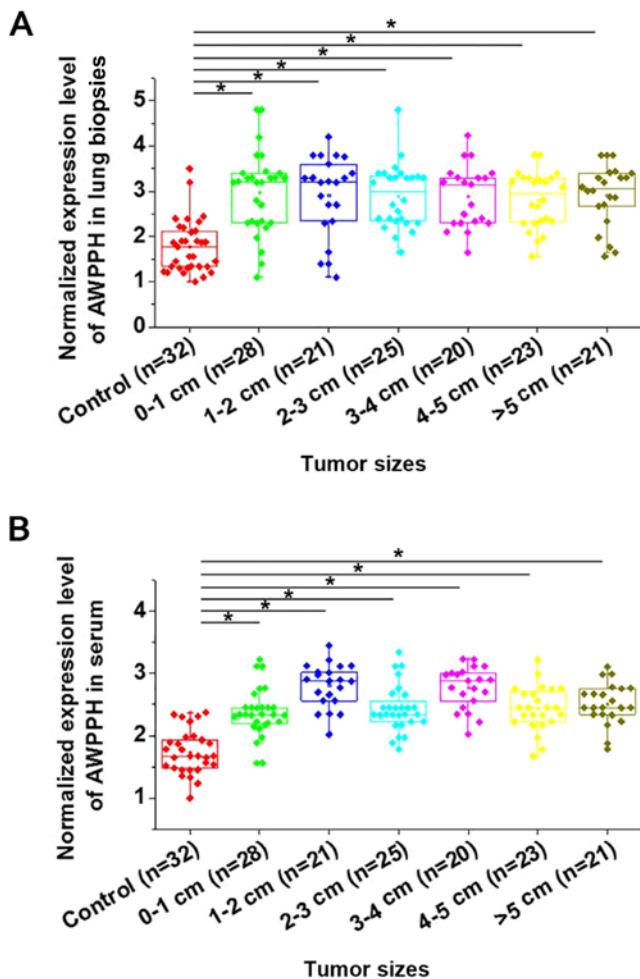 A
Normalized expression level
of AWPPH in lung biopsies
*
*
*
*
*
*
5
4
3
2
1
0
Control (n=32)
0-1 cm (n=28)
1-2 cm (n=21)
2-3 cm (n=25)
3-4 cm (n=20)
4-5 cm (n=23)
>5 cm (n=21)
Tumor sizes
B
Normalized expression level
of AWPPH in serum
*
*
*
*
*
*
4
3
2
1
Control (n=32)
0-1 cm (n=28)
1-2 cm (n=21)
2-3 cm (n=25)
3-4 cm (n=20)
4-5 cm (n=23)
>5 cm (n=21)
Tumor sizes